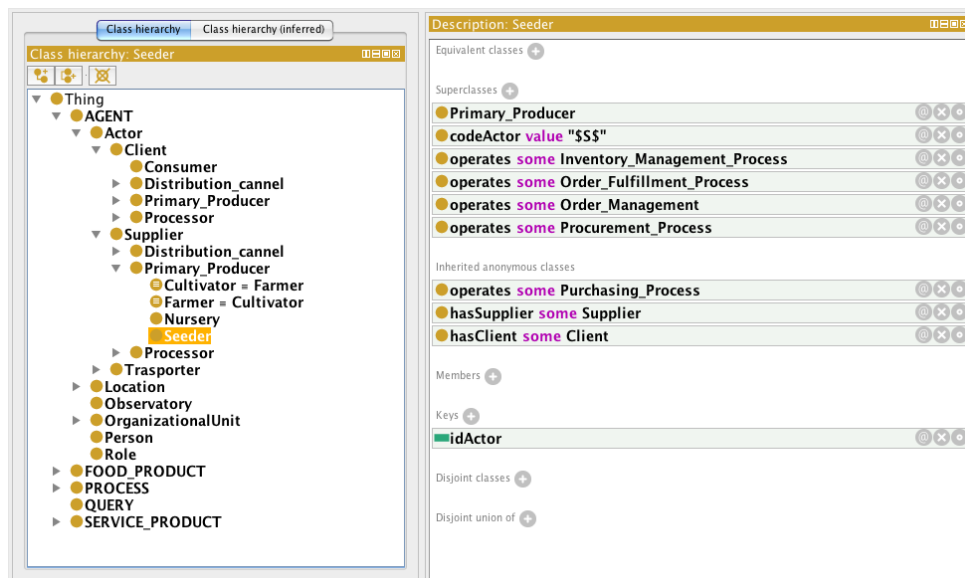 Class hierarchy
Class hierarchy (inferred)
Class hierarchy: Seeder
Thing
AGENT
Actor
Client
Consumer
Distribution_cannel
Primary_Producer
Processor
Supplier
Distribution_cannel
Primary_Producer
Cultivator = Farmer
Farmer = Cultivator
Nursery
Seeder
Processor
Trasporter
Location
Observatory
OrganizationalUnit
Person
Role
FOOD_PRODUCT
PROCESS
QUERY
SERVICE_PRODUCT
Description: Seeder
Equivalent classes
Superclasses
Primary_Producer
codeActor value "$S$"
operates some Inventory_Management_Process
operates some Order_Fulfillment_Process
operates some Order_Management
operates some Procurement_Process
Inherited anonymous classes
operates some Purchasing_Process
hasSupplier some Supplier
hasClient some Client
Members
Keys
idActor
Disjoint classes
Disjoint union of